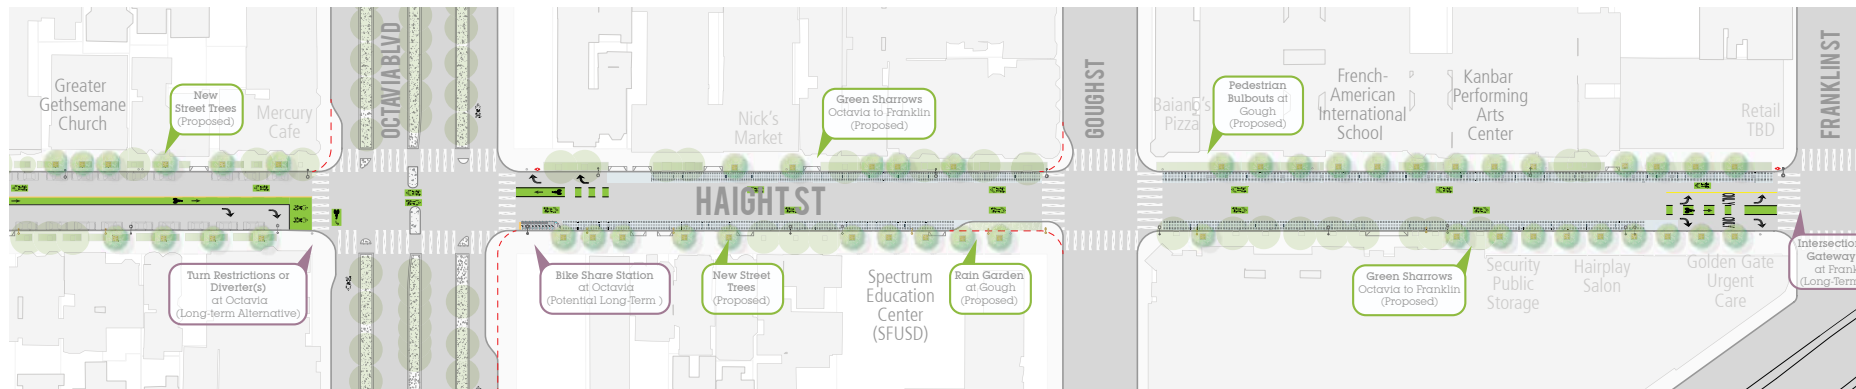 Greater
Gethsemane
Church
New
Street Trees
(Proposed)
Mercury
Cafe
OCTAVIA BLVD
Nick's
Market
Green Sharrows
Octavia to Franklin
(Proposed)
GOUGH ST
Baiano's
Pizza
Pedestrian
Bulbouts at
Gough
(Proposed)
French-
American
International
School
Kanbar
Performing
Arts
Center
Retail
TBD
FRANKLIN ST
HAIGHT ST
ONLY
ONLY
Turn Restrictions or
Diverter(s)
at Octavia
(Long-term Alternative)
Bike Share Station
at Octavia
(Potential Long-Term )
New Street
Trees
(Proposed)
Spectrum
Education
Center
(SFUSD)
Rain Garden
at Gough
(Proposed)
Green Sharrows
Octavia to Franklin
(Proposed)
Security
Public
Storage
Hairplay
Salon
Golden Gate
Urgent
Care
Intersectio
Gateway
at Frank
(Long-Term